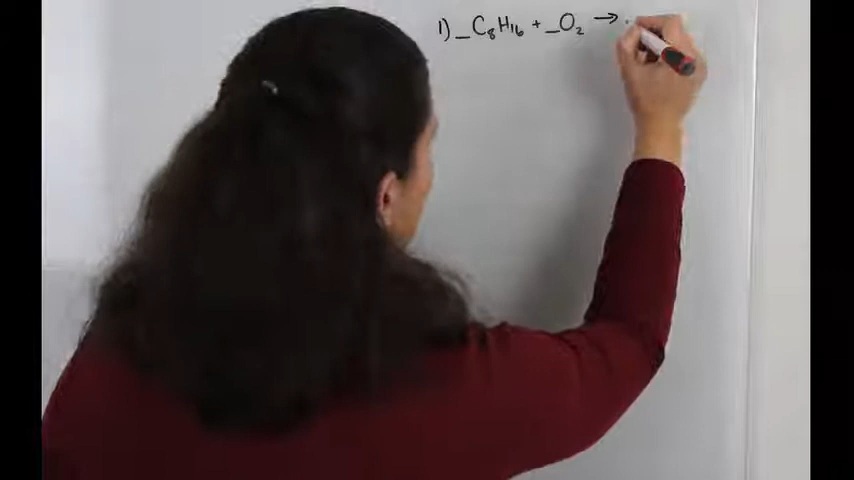 1) _C₈H₁₆ + _O₂ →